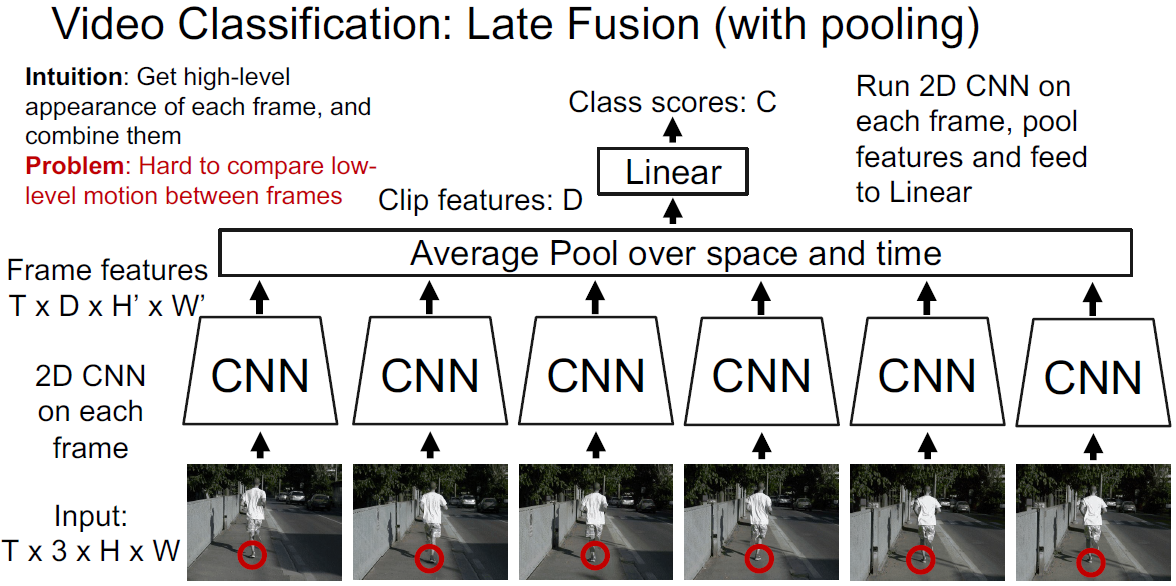 Video Classification: Late Fusion (with pooling)
Intuition: Get high-level
appearance of each frame, and
combine them
Problem: Hard to compare low-
level motion between frames
Class scores: C
Run 2D CNN on
each frame, pool
features and feed
to Linear
Linear
Clip features: D
Average Pool over space and time
Frame features
T x D x H’ x W’
CNN
CNN
CNN
CNN
CNN
CNN
2D CNN
on each
frame
Input:
T x 3 x H x W